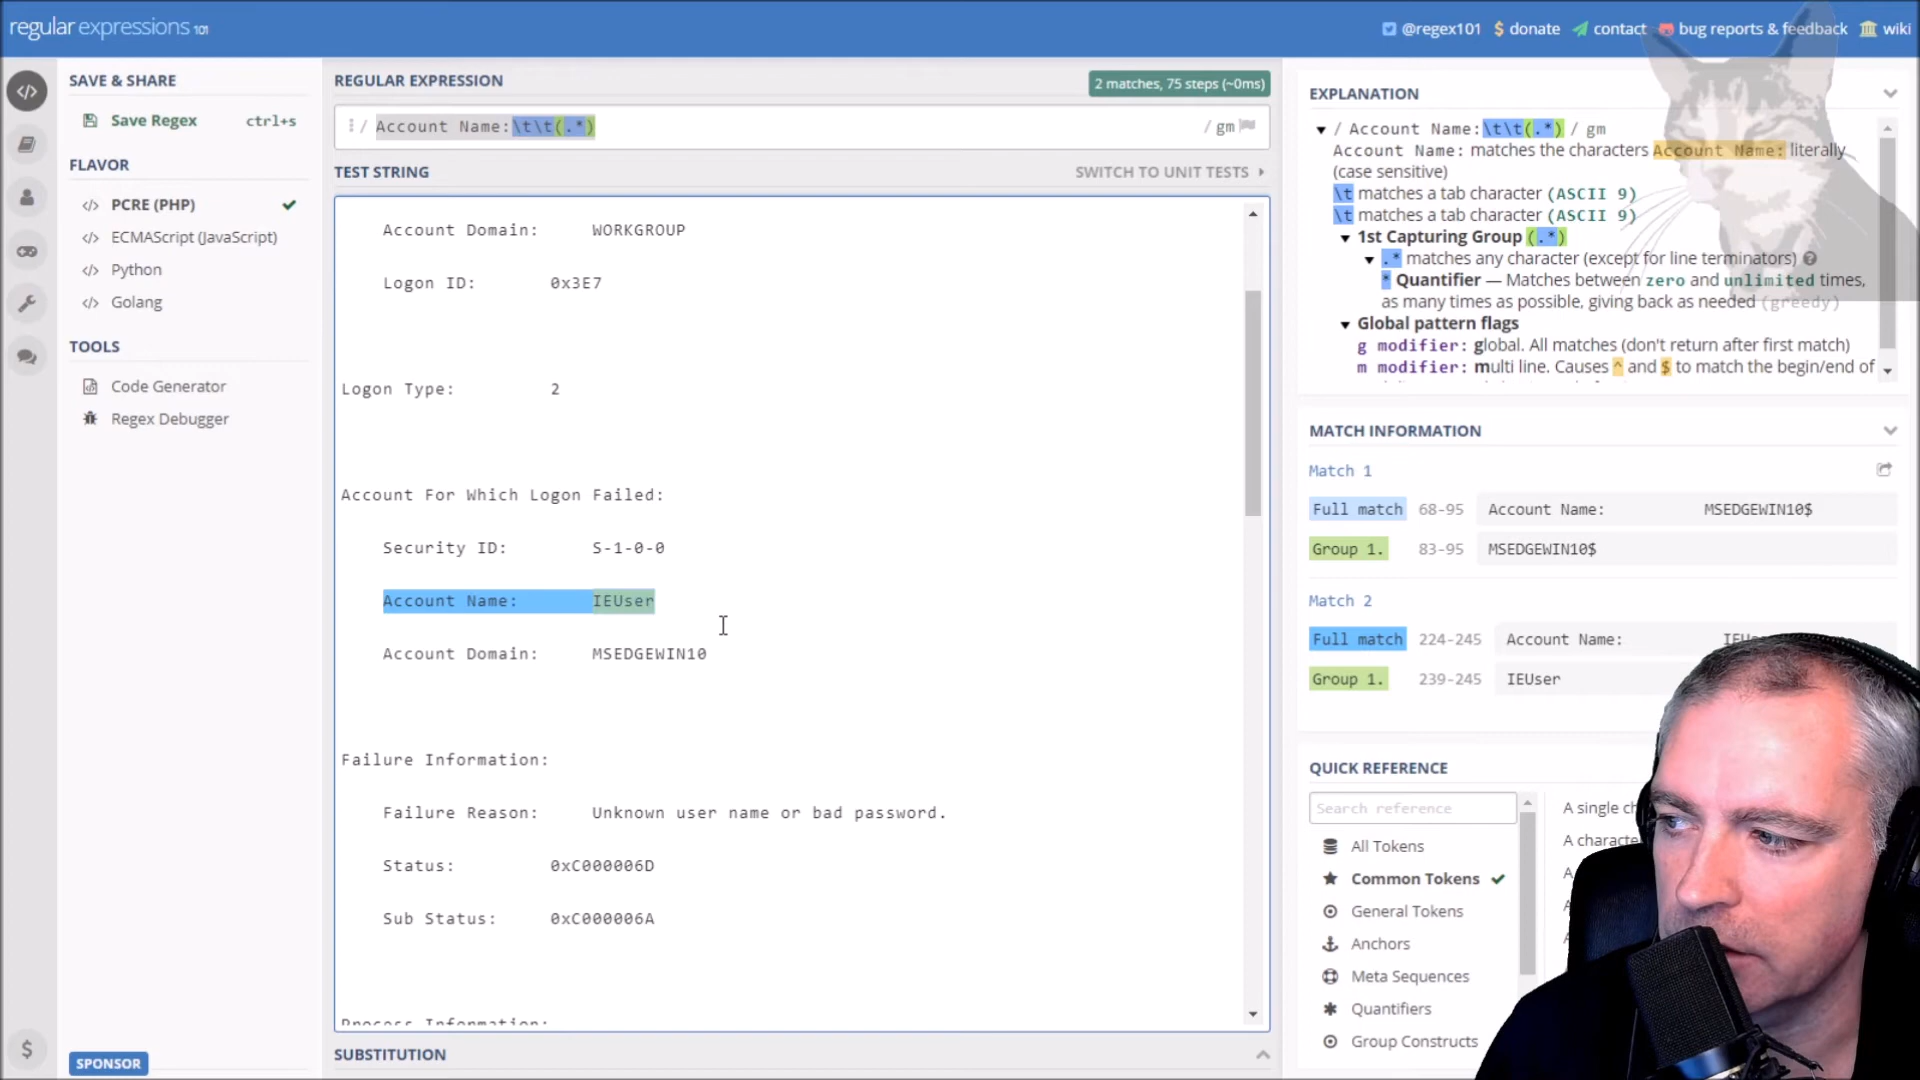 regular expressions 101
@regex101 $ donate contact bug reports & feedback wiki
SAVE & SHARE
Save Regex ctrl+s
FLAVOR
PCRE (PHP)
ECMAScript (JavaScript)
Python
Golang
TOOLS
Code Generator
Regex Debugger
SPONSOR
REGULAR EXPRESSION
2 matches, 75 steps (~0ms)
/ Account Name:\t\t(.*) / gm
TEST STRING
SWITCH TO UNIT TESTS
Account Domain: WORKGROUP
Logon ID: 0x3E7
Logon Type: 2
Account For Which Logon Failed:
Security ID: S-1-0-0
Account Name: IEUser
Account Domain: MSEDGEWIN10
Failure Information:
Failure Reason: Unknown user name or bad password.
Status: 0xC000006D
Sub Status: 0xC000006A
Process Information:
SUBSTITUTION
EXPLANATION
/ Account Name:\t\t(.*) / gm
Account Name: matches the characters Account Name: literally
(case sensitive)
\t matches a tab character (ASCII 9)
\t matches a tab character (ASCII 9)
1st Capturing Group (.*)
.* matches any character (except for line terminators)
* Quantifier — Matches between zero and unlimited times,
as many times as possible, giving back as needed (greedy)
Global pattern flags
g modifier: global. All matches (don't return after first match)
m modifier: multi line. Causes ^ and $ to match the begin/end of
MATCH INFORMATION
Match 1
Full match 68-95 Account Name: MSEDGEWIN10$
Group 1. 83-95 MSEDGEWIN10$
Match 2
Full match 224-245 Account Name:
Group 1. 239-245 IEUser
QUICK REFERENCE
Search reference
All Tokens
Common Tokens
General Tokens
Anchors
Meta Sequences
Quantifiers
Group Constructs
A single
A
A